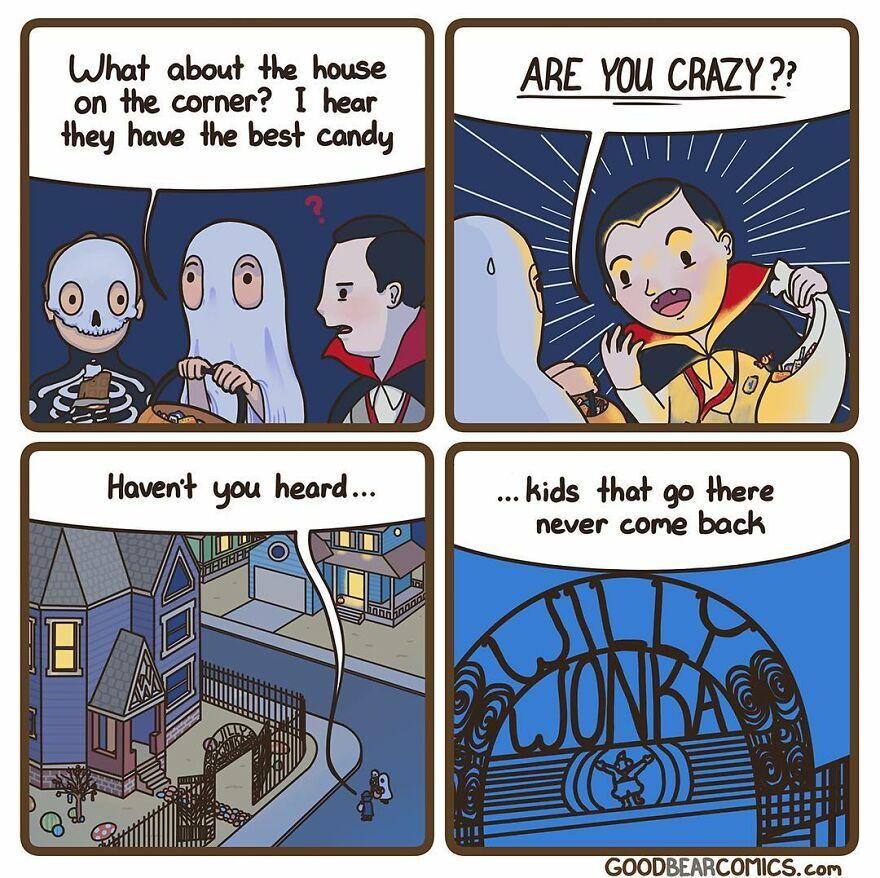 What about the house
on the corner? I hear
they have the best candy
?
ARE YOU CRAZY??
Haven't you heard...
...kids that go there
never come back
WILLY
WONKA
GOODBEARCOMICS.com